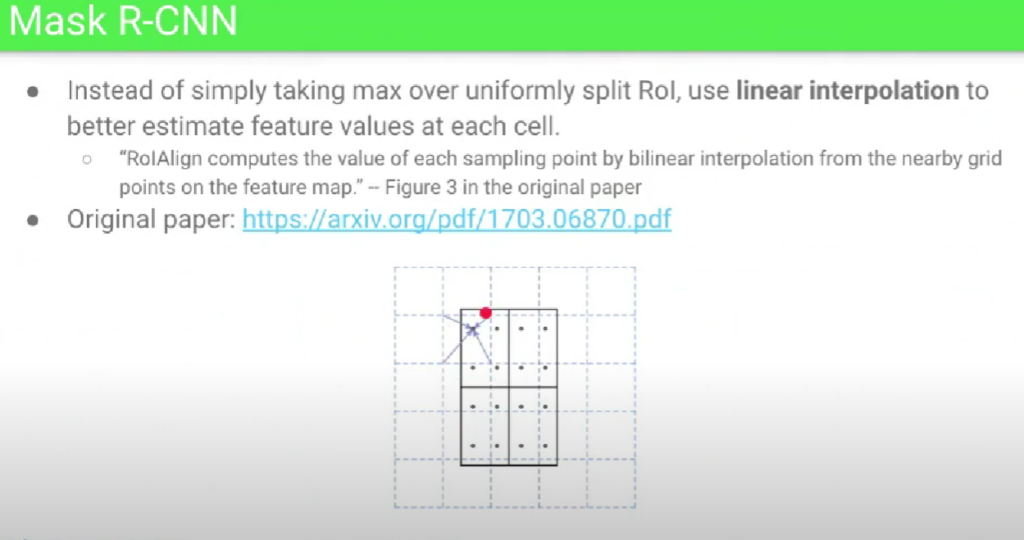 Mask R-CNN
● Instead of simply taking max over uniformly split RoI, use linear interpolation to
better estimate feature values at each cell.
○ “RoIAlign computes the value of each sampling point by bilinear interpolation from the nearby grid
points on the feature map.” -- Figure 3 in the original paper
● Original paper: https://arxiv.org/pdf/1703.06870.pdf